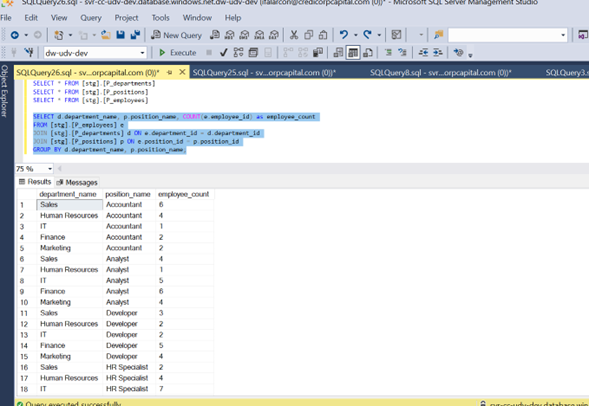 SQLQuery26.sql - svr-cc-udv-dev.database.windows.net.dw-udv-dev (ifalarcon@credicorpcapital.com (0))* - Microsoft SQL Server Management Studio
File Edit View Query Project Tools Window Help
New Query
dw-udv-dev Execute
Object Explorer
SQLQuery26.sql - sv...orpcapital.com (0))* SQLQuery25.sql - sv...orpcapital.com (0))* SQLQuery8.sql - svr...orpcapital.com (0))* SQLQuery3.s
SELECT * FROM [stg].[P_departments]
SELECT * FROM [stg].[P_positions]
SELECT * FROM [stg].[P_employees]
SELECT d.department_name, p.position_name, COUNT(e.employee_id) as employee_count
FROM [stg].[P_employees] e
JOIN [stg].[P_departments] d ON e.department_id = d.department_id
JOIN [stg].[P_positions] p ON e.position_id = p.position_id
GROUP BY d.department_name, p.position_name;
75 %
Results Messages
department_name position_name employee_count
1 Sales Accountant 6
2 Human Resources Accountant 4
3 IT Accountant 1
4 Finance Accountant 2
5 Marketing Accountant 2
6 Sales Analyst 4
7 Human Resources Analyst 1
8 IT Analyst 5
9 Finance Analyst 6
10 Marketing Analyst 4
11 Sales Developer 3
12 Human Resources Developer 2
13 IT Developer 2
14 Finance Developer 5
15 Marketing Developer 4
16 Sales HR Specialist 2
17 Human Resources HR Specialist 4
18 IT HR Specialist 7
Query executed successfully
svr-cc-udv-dev.database.win